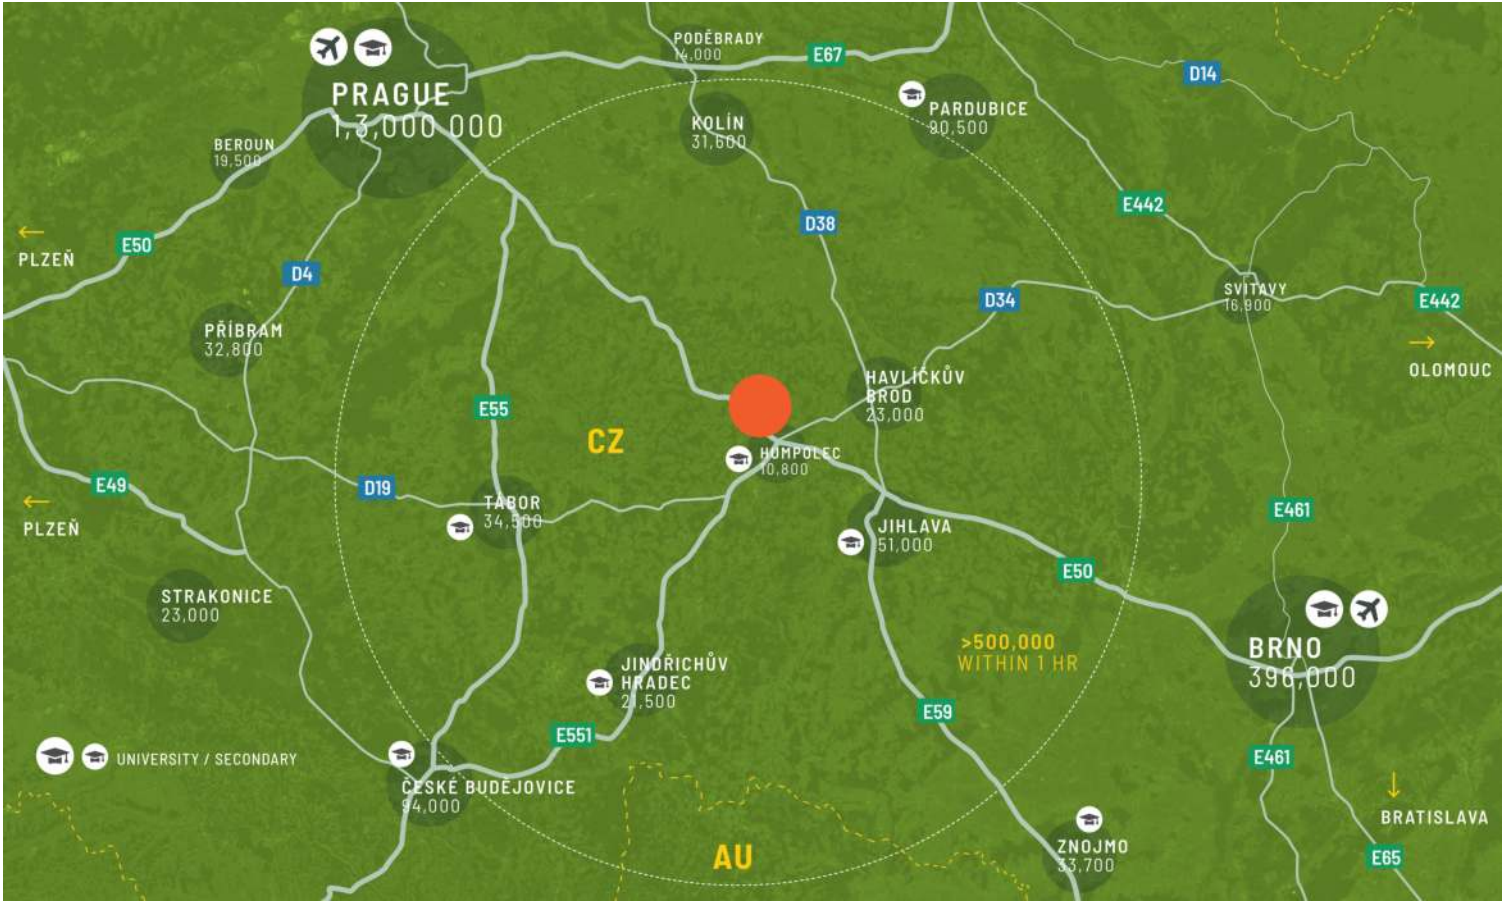 PODĚBRADY
14,000
E67
D14
PRAGUE
1,3,000 000
PARDUBICE
90,500
KOLÍN
31,600
BEROUN
19,500
E442
D38
E50
PLZEŇ
D4
SVITAVY
16,900
D34
E442
PŘÍBRAM
32,800
OLOMOUC
HAVLÍČKŮV
BROD
23,000
E55
CZ
HUMPOLEC
10,800
E49
D19
PLZEŇ
TÁBOR
34,500
E461
JIHLAVA
51,000
E50
STRAKONICE
23,000
>500,000
WITHIN 1 HR
BRNO
396,000
JINDŘICHŮV
HRADEC
21,500
E59
E551
UNIVERSITY / SECONDARY
E461
ČESKÉ BUDĚJOVICE
94,000
BRATISLAVA
ZNOJMO
33,700
AU
E65